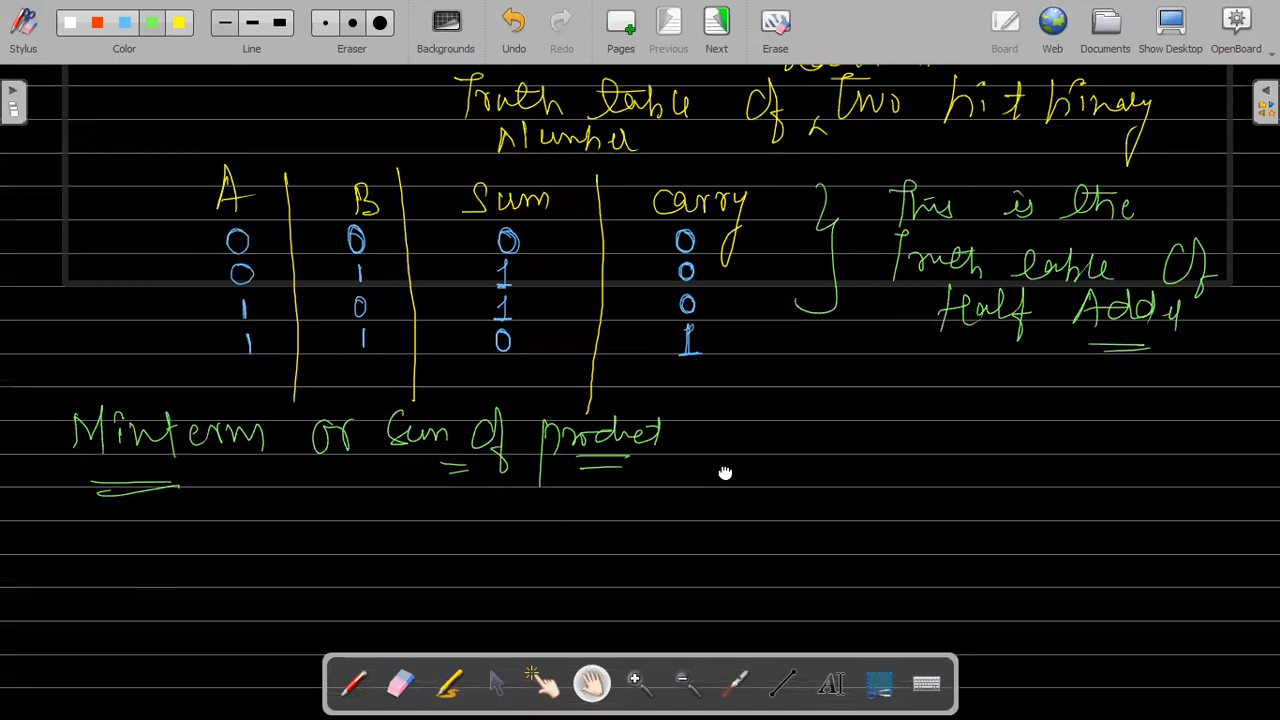 Stylus Color Line Eraser Backgrounds Undo Redo Pages Previous Next Erase Board Web Documents Show Desktop OpenBoard
Truth table Of Two bit binary
Number
A B Sum Carry
0 0 0 0
0 1 1 0
1 0 1 0
1 1 0 1
This is the
Truth table Of
Half Adder
Minterm or Sum Of product